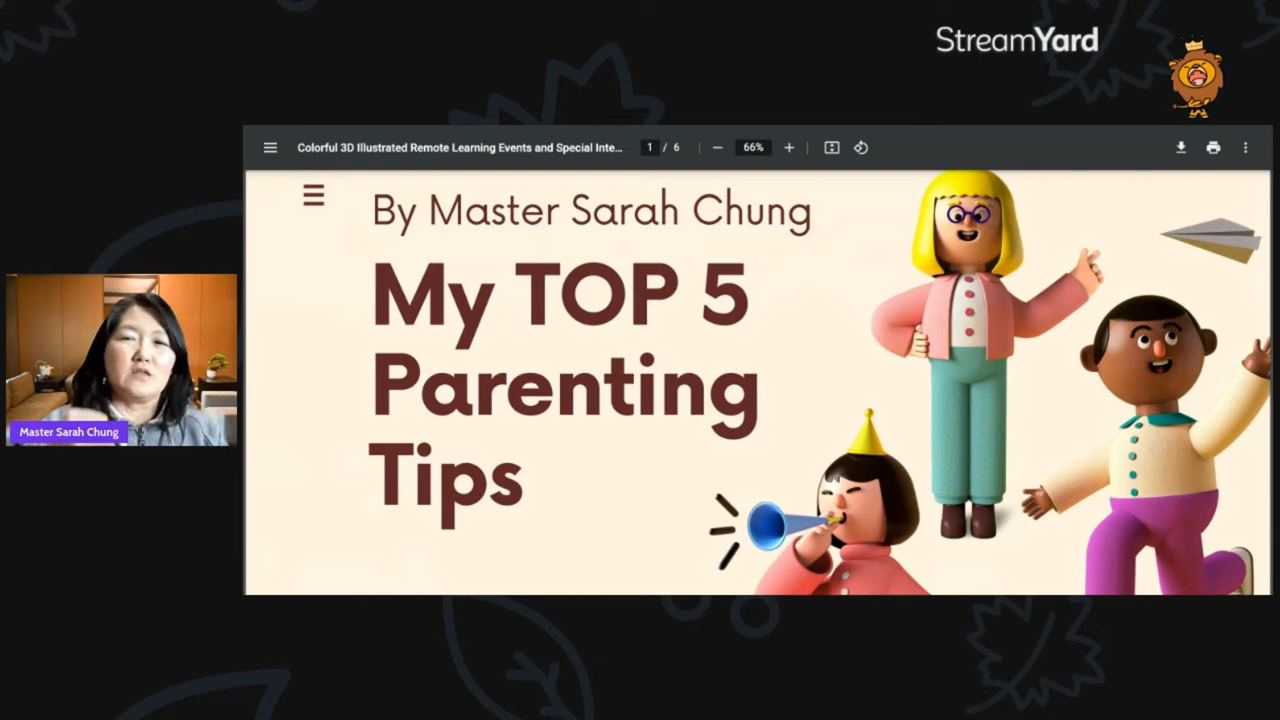 StreamYard
Colorful 3D Illustrated Remote Learning Events and Special Inte...
1 / 6
66%
By Master Sarah Chung
My TOP 5
Parenting
Tips
Master Sarah Chung